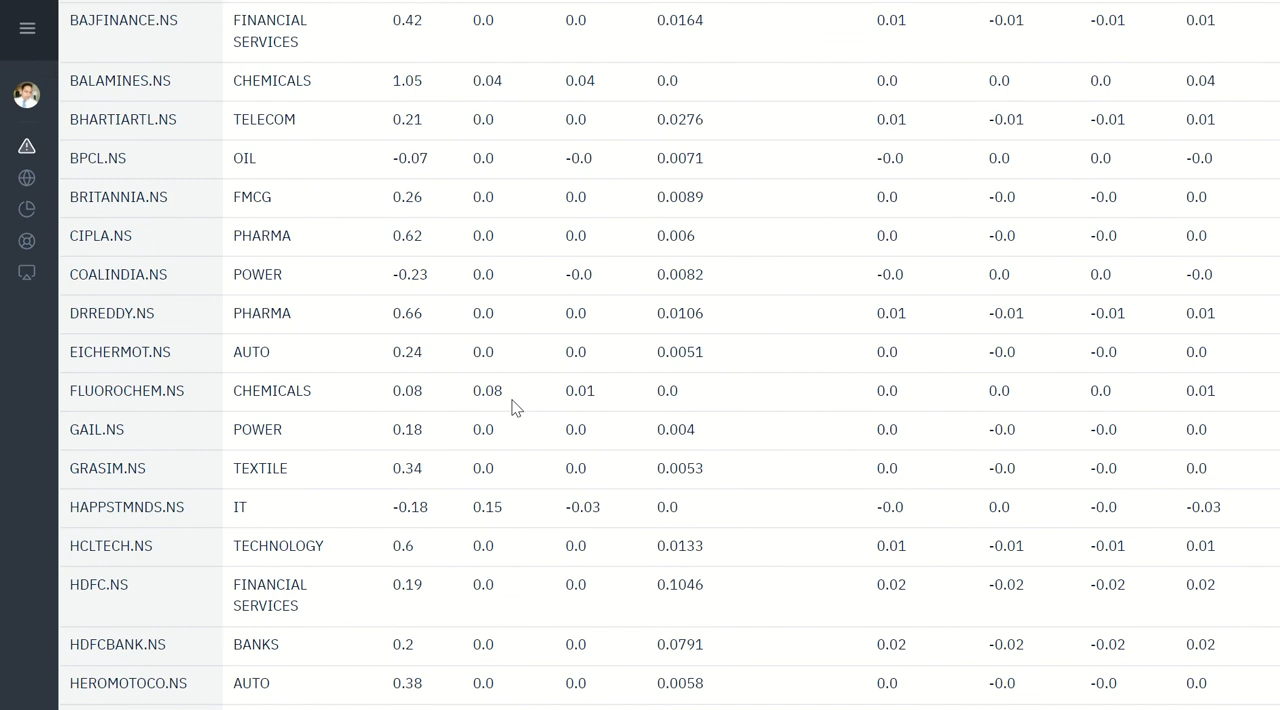 BAJFINANCE.NS FINANCIAL 0.42 0.0 0.0 0.0164 0.01 -0.01 -0.01 0.01
SERVICES
BALAMINES.NS CHEMICALS 1.05 0.04 0.04 0.0 0.0 0.0 0.0 0.04
BHARTIARTL.NS TELECOM 0.21 0.0 0.0 0.0276 0.01 -0.01 -0.01 0.01
BPCL.NS OIL -0.07 0.0 -0.0 0.0071 -0.0 0.0 0.0 -0.0
BRITANNIA.NS FMCG 0.26 0.0 0.0 0.0089 0.0 -0.0 -0.0 0.0
CIPLA.NS PHARMA 0.62 0.0 0.0 0.006 0.0 -0.0 -0.0 0.0
COALINDIA.NS POWER -0.23 0.0 -0.0 0.0082 -0.0 0.0 0.0 -0.0
DRREDDY.NS PHARMA 0.66 0.0 0.0 0.0106 0.01 -0.01 -0.01 0.01
EICHERMOT.NS AUTO 0.24 0.0 0.0 0.0051 0.0 -0.0 -0.0 0.0
FLUOROCHEM.NS CHEMICALS 0.08 0.08 0.01 0.0 0.0 0.0 0.0 0.01
GAIL.NS POWER 0.18 0.0 0.0 0.004 0.0 -0.0 -0.0 0.0
GRASIM.NS TEXTILE 0.34 0.0 0.0 0.0053 0.0 -0.0 -0.0 0.0
HAPPSTMNDS.NS IT -0.18 0.15 -0.03 0.0 -0.0 0.0 -0.0 -0.03
HCLTECH.NS TECHNOLOGY 0.6 0.0 0.0 0.0133 0.01 -0.01 -0.01 0.01
HDFC.NS FINANCIAL 0.19 0.0 0.0 0.1046 0.02 -0.02 -0.02 0.02
SERVICES
HDFCBANK.NS BANKS 0.2 0.0 0.0 0.0791 0.02 -0.02 -0.02 0.02
HEROMOTOCO.NS AUTO 0.38 0.0 0.0 0.0058 0.0 -0.0 -0.0 0.0